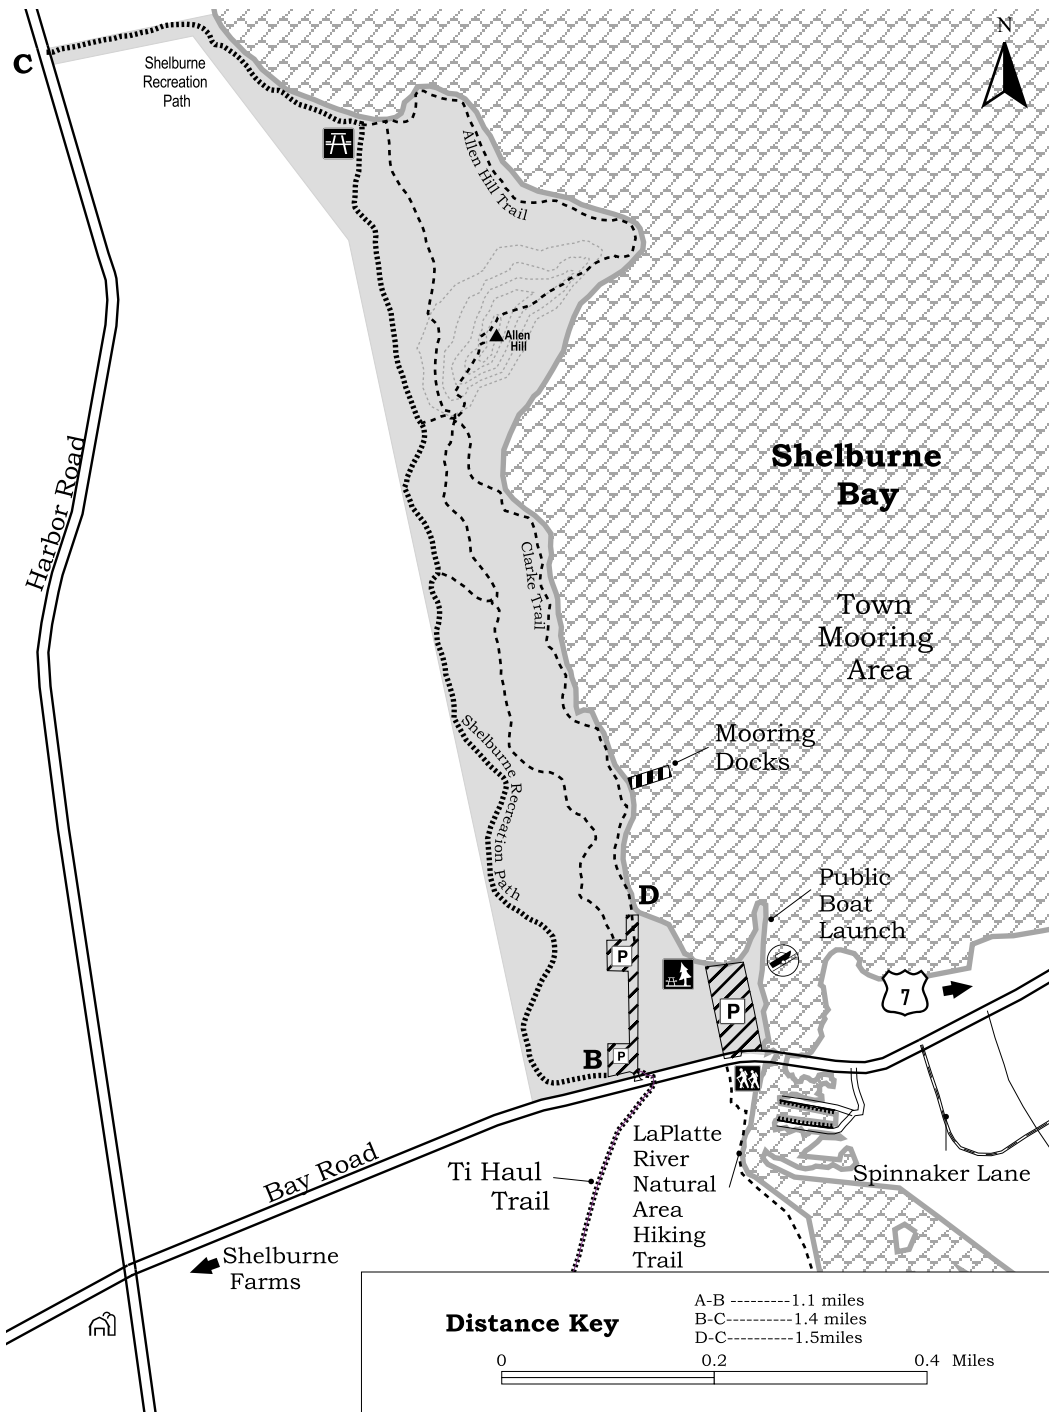 N
C
Shelburne
Recreation
Path
Allen Hill Trail
Allen
Hill
Harbor Road
Shelburne
Bay
Clarke Trail
Town
Mooring
Area
Shelburne Recreation Path
Mooring
Docks
D
Public
Boat
Launch
P
7
P
B
P
LaPlatte
River
Natural
Area
Hiking
Trail
Ti Haul
Trail
Bay Road
Spinnaker Lane
Shelburne
Farms
Distance Key
A-B ---------1.1 miles
B-C----------1.4 miles
D-C----------1.5miles
0 0.2 0.4 Miles